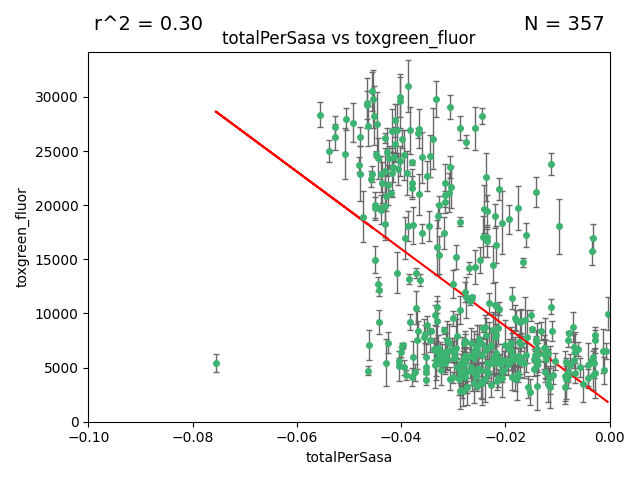 r^2 = 0.30
N = 357
totalPerSasa vs toxgreen_fluor
toxgreen_fluor
30000
25000
20000
15000
10000
5000
0
−0.10
−0.08
−0.06
−0.04
−0.02
0.00
totalPerSasa